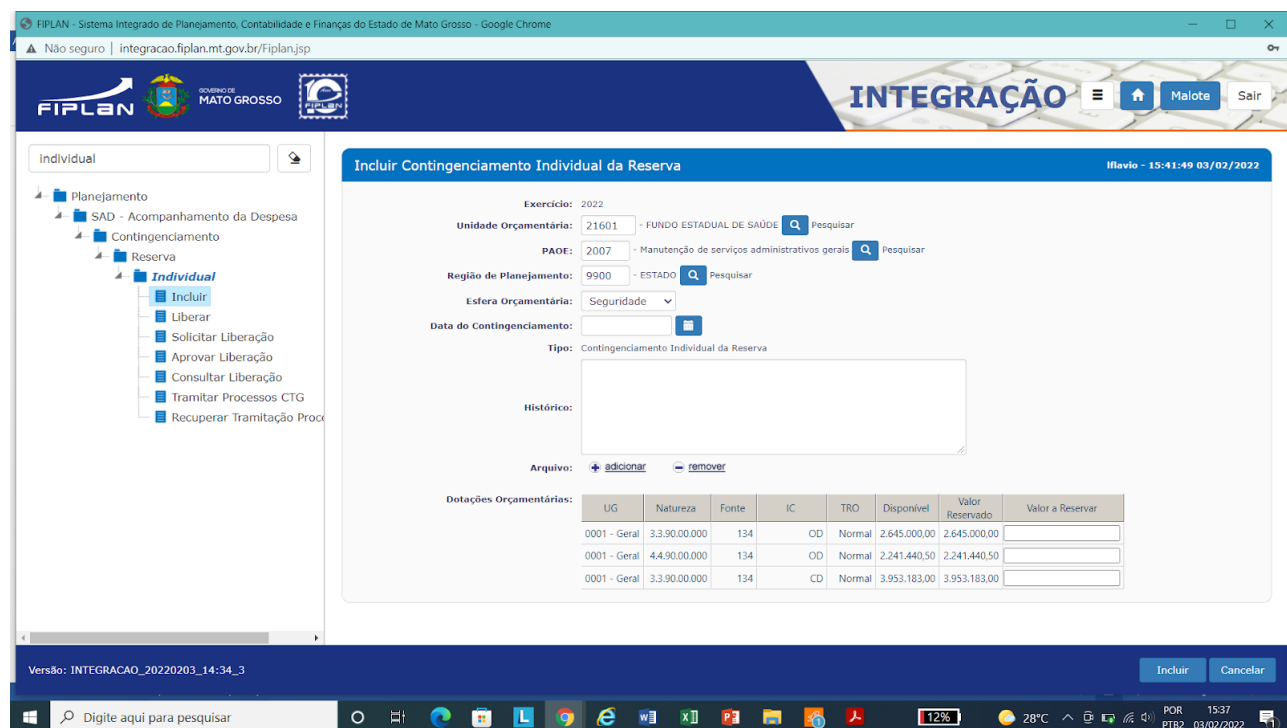 FIPLAN - Sistema Integrado de Planejamento, Contabilidade e Finanças do Estado de Mato Grosso - Google Chrome
Não seguro | integracao.fiplan.mt.gov.br/Fiplan.jsp
FIPLAN
GOVERNO DE
MATO GROSSO
FIPLAN
INTEGRAÇÃO
Malote
Sair
individual
Planejamento
SAD - Acompanhamento da Despesa
Contingenciamento
Reserva
Individual
Incluir
Liberar
Solicitar Liberação
Aprovar Liberação
Consultar Liberação
Tramitar Processos CTG
Recuperar Tramitação Proce
Incluir Contingenciamento Individual da Reserva
lflavio - 15:41:49 03/02/2022
Exercício: 2022
Unidade Orçamentária: 21601 - FUNDO ESTADUAL DE SAÚDE Pesquisar
PAOE: 2007 - Manutenção de serviços administrativos gerais Pesquisar
Região de Planejamento: 9900 - ESTADO Pesquisar
Esfera Orçamentária: Seguridade
Data do Contingenciamento:
Tipo: Contingenciamento Individual da Reserva
Histórico:
Arquivo: adicionar remover
Dotações Orçamentárias:
UG Natureza Fonte IC TRO Disponível Valor Reservado Valor a Reservar
0001 - Geral 3.3.90.00.000 134 OD Normal 2.645.000,00 2.645.000,00
0001 - Geral 4.4.90.00.000 134 OD Normal 2.241.440,50 2.241.440,50
0001 - Geral 3.3.90.00.000 134 CD Normal 3.953.183,00 3.953.183,00
Versão: INTEGRACAO_20220203_14:34_3
Incluir
Cancelar
Digite aqui para pesquisar
12%
28°C
POR
PTB2
15:37
03/02/2022